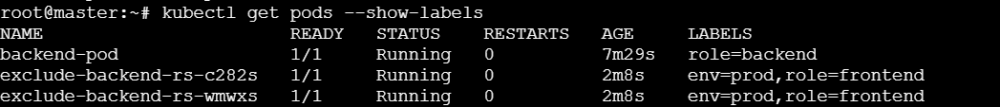 root@master:~# kubectl get pods --show-labels
NAME READY STATUS RESTARTS AGE LABELS
backend-pod 1/1 Running 0 7m29s role=backend
exclude-backend-rs-c282s 1/1 Running 0 2m8s env=prod,role=frontend
exclude-backend-rs-wmwxs 1/1 Running 0 2m8s env=prod,role=frontend